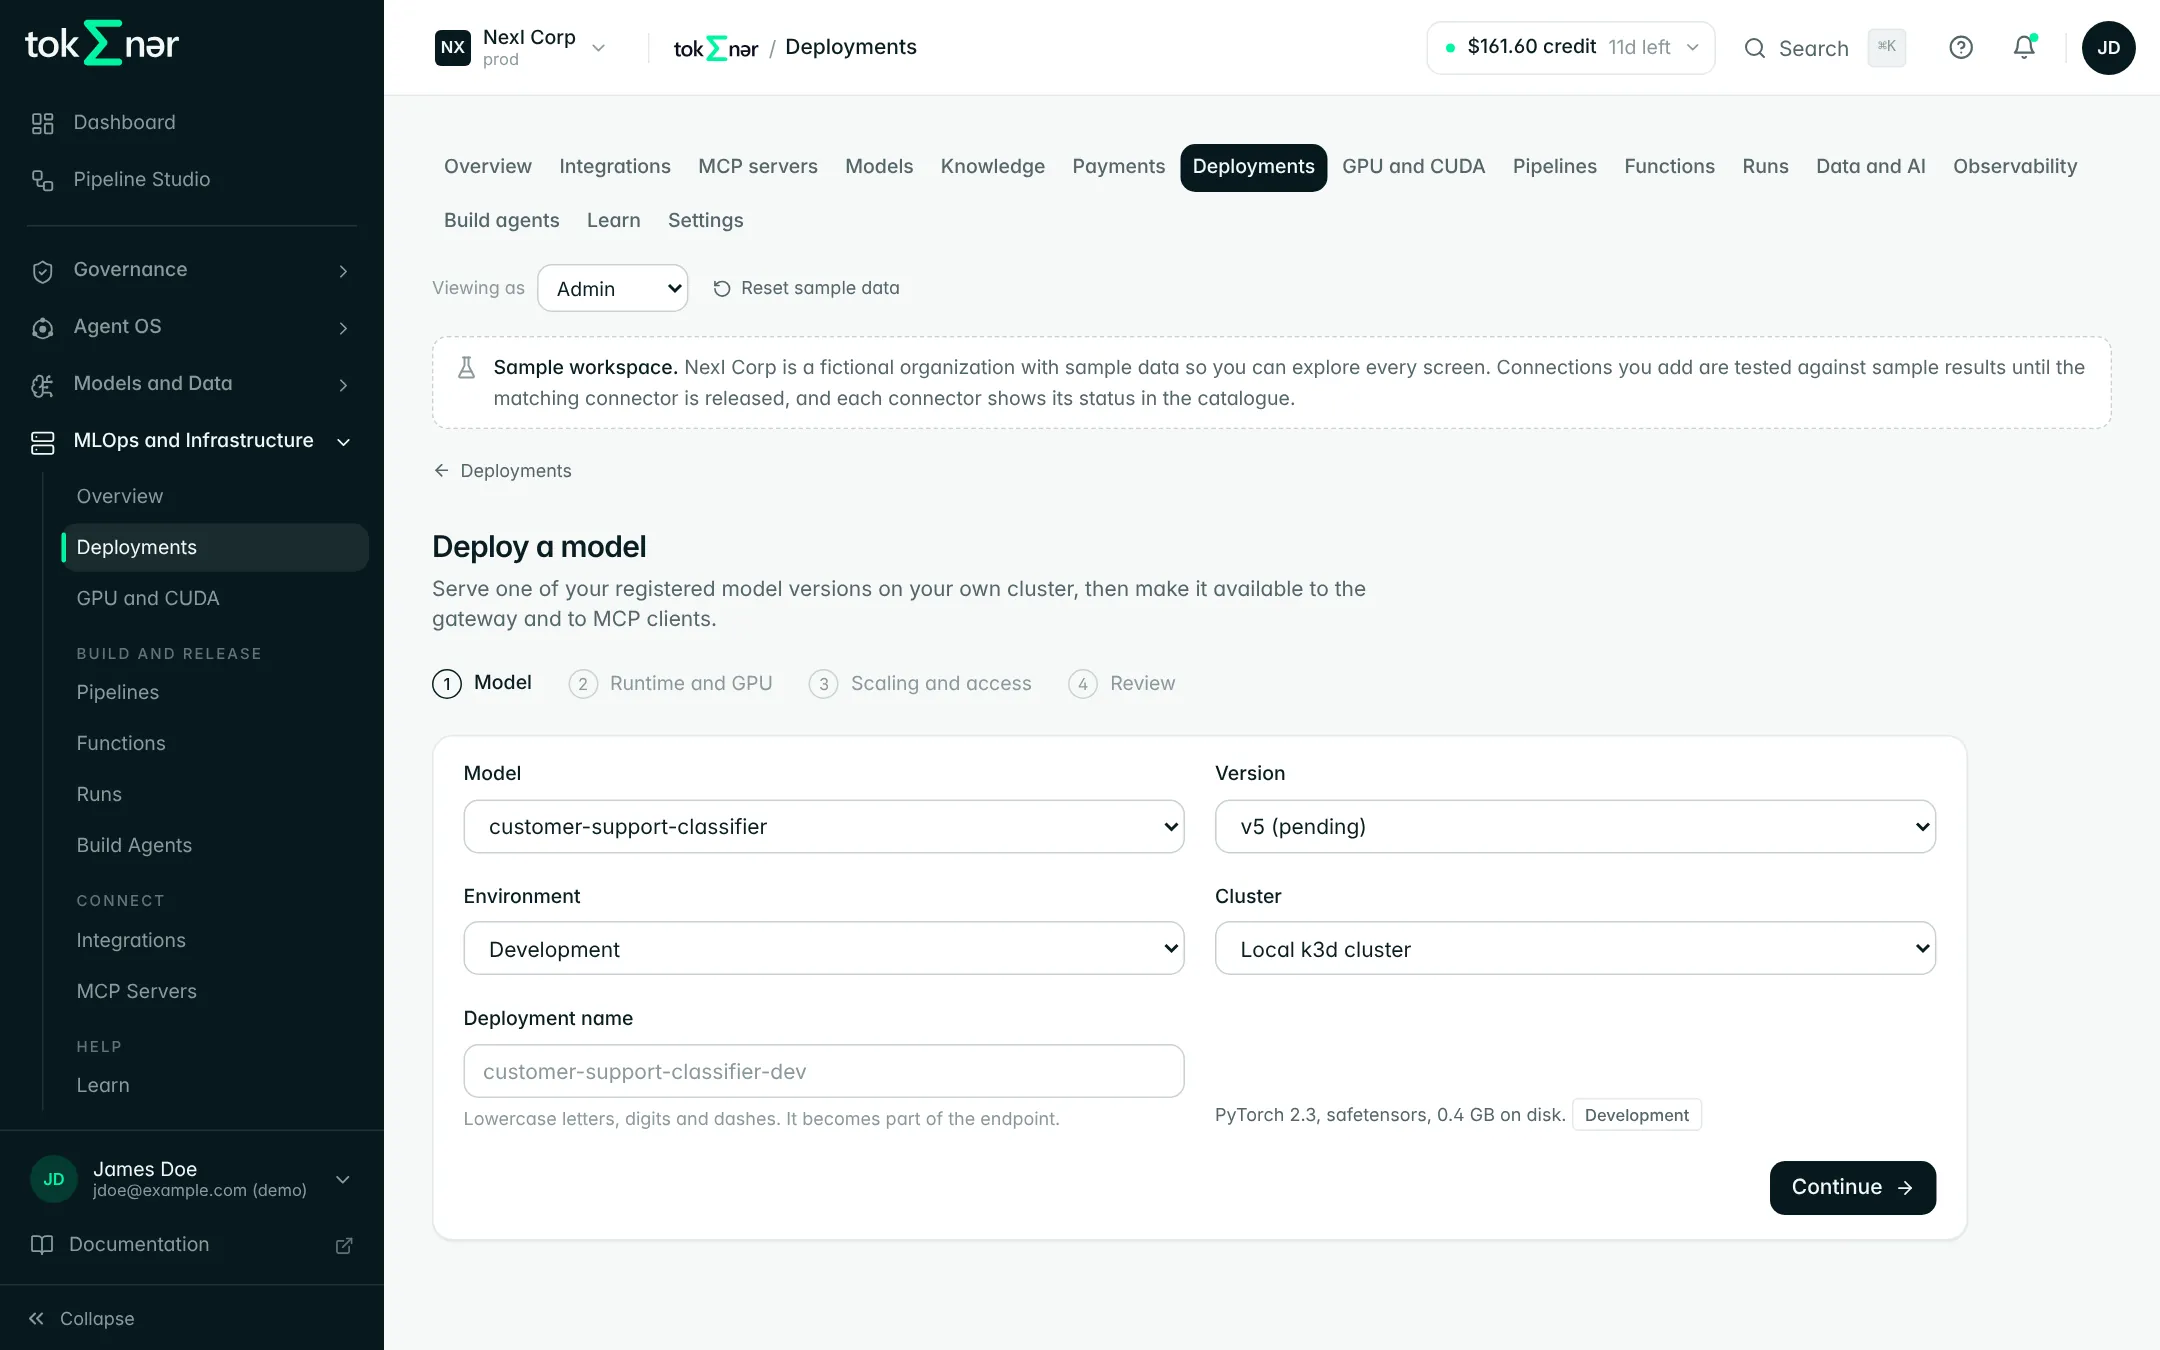 tokΣnər
Dashboard
Pipeline Studio
Governance
Agent OS
Models and Data
MLOps and Infrastructure
Overview
Deployments
GPU and CUDA
BUILD AND RELEASE
Pipelines
Functions
Runs
Build Agents
CONNECT
Integrations
MCP Servers
HELP
Learn
JD
James Doe
jdoe@example.com (demo)
Documentation
Collapse
NX
Nexl Corp
prod
tokΣnər / Deployments
$161.60 credit 11d left
Search ⌘K
JD
Overview Integrations MCP servers Models Knowledge Payments Deployments GPU and CUDA Pipelines Functions Runs Data and AI Observability
Build agents Learn Settings
Viewing as Admin Reset sample data
Sample workspace. Nexl Corp is a fictional organization with sample data so you can explore every screen. Connections you add are tested against sample results until the
matching connector is released, and each connector shows its status in the catalogue.
Deployments
Deploy a model
Serve one of your registered model versions on your own cluster, then make it available to the
gateway and to MCP clients.
1 Model 2 Runtime and GPU 3 Scaling and access 4 Review
Model Version
customer-support-classifier v5 (pending)
Environment Cluster
Development Local k3d cluster
Deployment name
customer-support-classifier-dev
Lowercase letters, digits and dashes. It becomes part of the endpoint.
PyTorch 2.3, safetensors, 0.4 GB on disk. Development
Continue